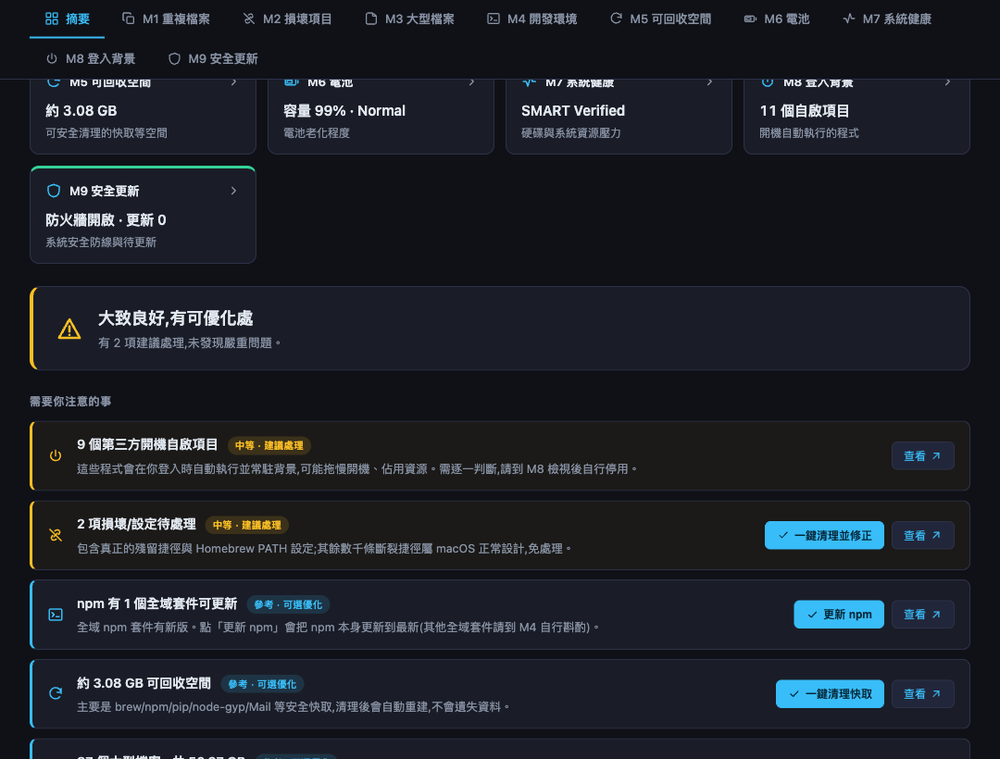 摘要 M1 重複檔案 M2 損壞項目 M3 大型檔案 M4 開發環境 M5 可回收空間 M6 電池 M7 系統健康
M8 登入背景 M9 安全更新
M5 可回收空間 M6 電池 M7 系統健康 M8 登入背景
約 3.08 GB 容量 99% · Normal SMART Verified 11 個自啟項目
可安全清理的快取等空間 電池老化程度 硬碟與系統資源壓力 開機自動執行的程式
M9 安全更新
防火牆開啟 · 更新 0
系統安全防線與待更新
大致良好,有可優化處
有 2 項建議處理,未發現嚴重問題。
需要你注意的事
9 個第三方開機自啟項目 中等 · 建議處理
這些程式會在你登入時自動執行並常駐背景,可能拖慢開機、佔用資源。需逐一判斷,請到 M8 檢視後自行停用。
查看
2 項損壞/設定待處理 中等 · 建議處理
包含真正的殘留捷徑與 Homebrew PATH 設定;其餘數千條斷裂捷徑屬 macOS 正常設計,免處理。
一鍵清理並修正 查看
npm 有 1 個全域套件可更新 參考 · 可選優化
全域 npm 套件有新版。點「更新 npm」會把 npm 本身更新到最新(其他全域套件請到 M4 自行斟酌)。
更新 npm 查看
約 3.08 GB 可回收空間 參考 · 可選優化
主要是 brew/npm/pip/node-gyp/Mail 等安全快取,清理後會自動重建,不會遺失資料。
一鍵清理快取 查看